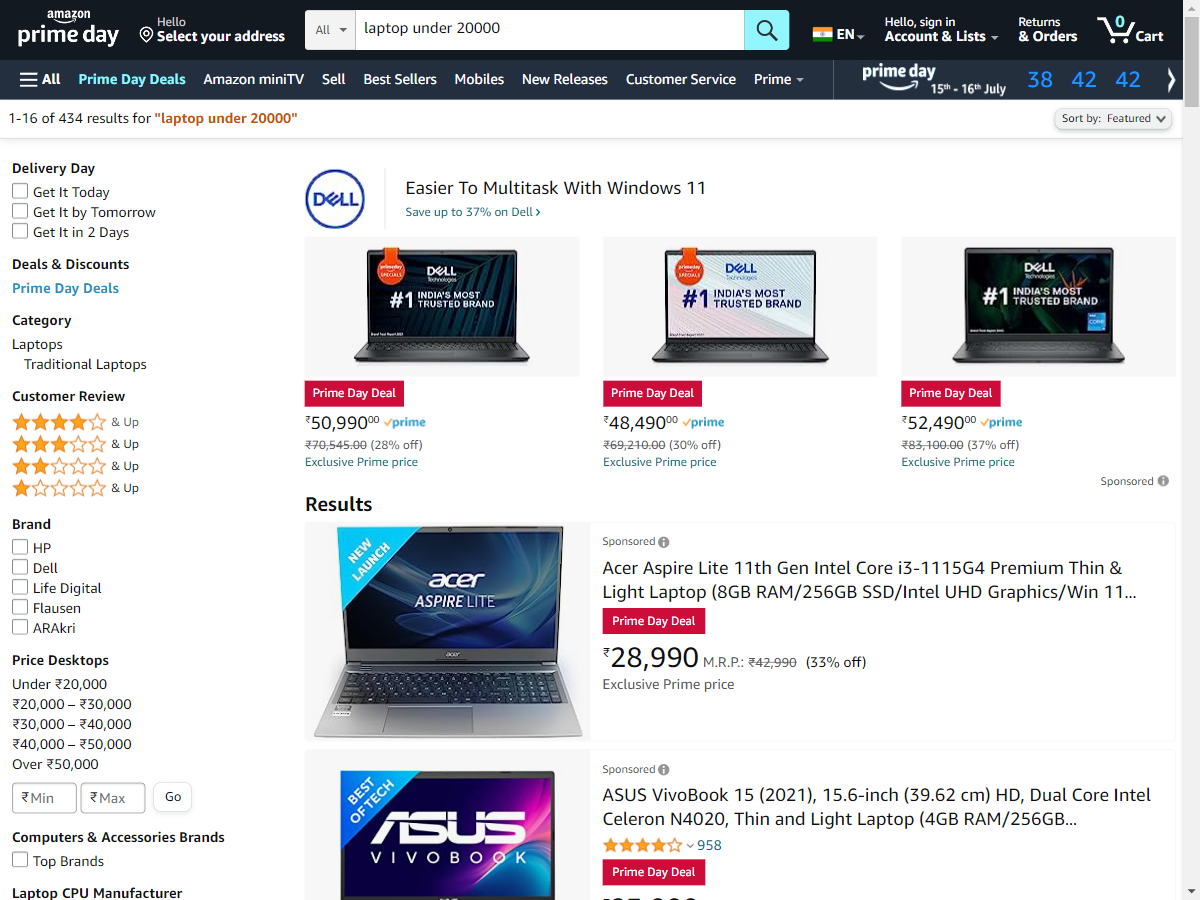 amazon
prime day
Hello
Select your address
All
laptop under 20000
EN
Hello, sign in
Account & Lists
Returns
& Orders
0
Cart
All
Prime Day Deals
Amazon miniTV
Sell
Best Sellers
Mobiles
New Releases
Customer Service
Prime
prime day
15th - 16th July
38 42 42
1-16 of 434 results for "laptop under 20000"
Sort by: Featured
Delivery Day
Get It Today
Get It by Tomorrow
Get It in 2 Days
Deals & Discounts
Prime Day Deals
Category
Laptops
Traditional Laptops
Customer Review
& Up
& Up
& Up
& Up
Brand
HP
Dell
Life Digital
Flausen
ARAkri
Price Desktops
Under ₹20,000
₹20,000 – ₹30,000
₹30,000 – ₹40,000
₹40,000 – ₹50,000
Over ₹50,000
₹ Min
₹ Max
Go
Computers & Accessories Brands
Top Brands
Laptop CPU Manufacturer
DELL
Easier To Multitask With Windows 11
Save up to 37% on Dell ›
primeday
SPECIALS
DELL
Technologies
#1 INDIA'S MOST
TRUSTED BRAND
Prime Day Deal
₹50,990.00 prime
₹70,545.00 (28% off)
Exclusive Prime price
primeday
SPECIALS
DELL
Technologies
#1 INDIA'S MOST
TRUSTED BRAND
Prime Day Deal
₹48,490.00 prime
₹69,210.00 (30% off)
Exclusive Prime price
DELL
Technologies
#1 INDIA'S MOST
TRUSTED BRAND
intel
CORE
Prime Day Deal
₹52,490.00 prime
₹83,100.00 (37% off)
Exclusive Prime price
Sponsored
Results
NEW
LAUNCH
acer
ASPIRE LITE
acer
Sponsored
Acer Aspire Lite 11th Gen Intel Core i3-1115G4 Premium Thin &
Light Laptop (8GB RAM/256GB SSD/Intel UHD Graphics/Win 11...
Prime Day Deal
₹28,990 M.R.P.: ₹42,990 (33% off)
Exclusive Prime price
BEST
OF TECH
ASUS
VIVOBOOK
Sponsored
ASUS VivoBook 15 (2021), 15.6-inch (39.62 cm) HD, Dual Core Intel
Celeron N4020, Thin and Light Laptop (4GB RAM/256GB...
958
Prime Day Deal